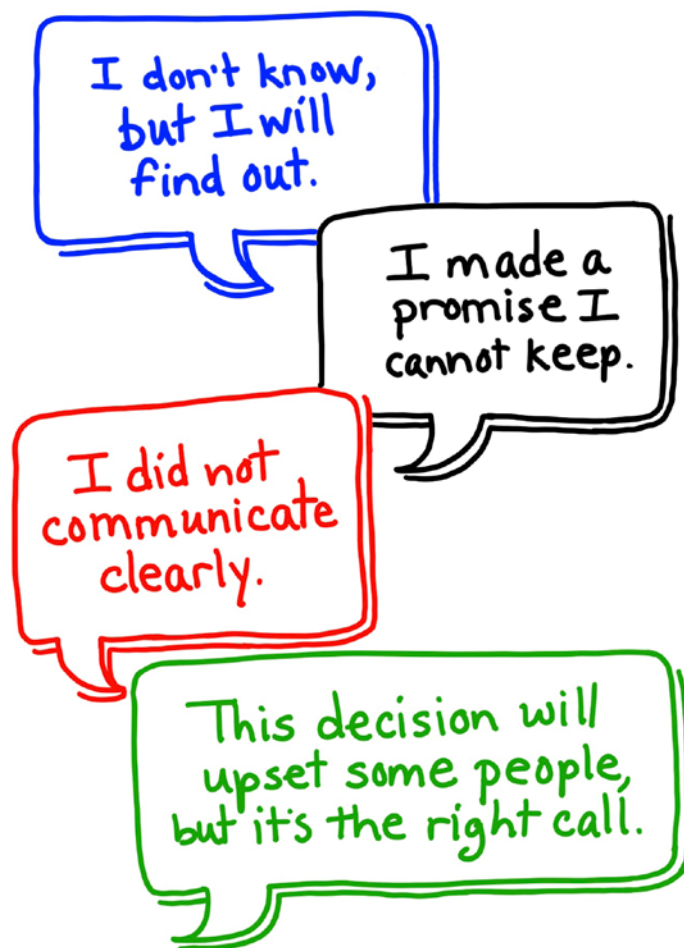 I don't know,
but I will
find out.
I made a
promise I
cannot keep.
I did not
communicate
clearly.
This decision will
upset some people,
but it's the right call.